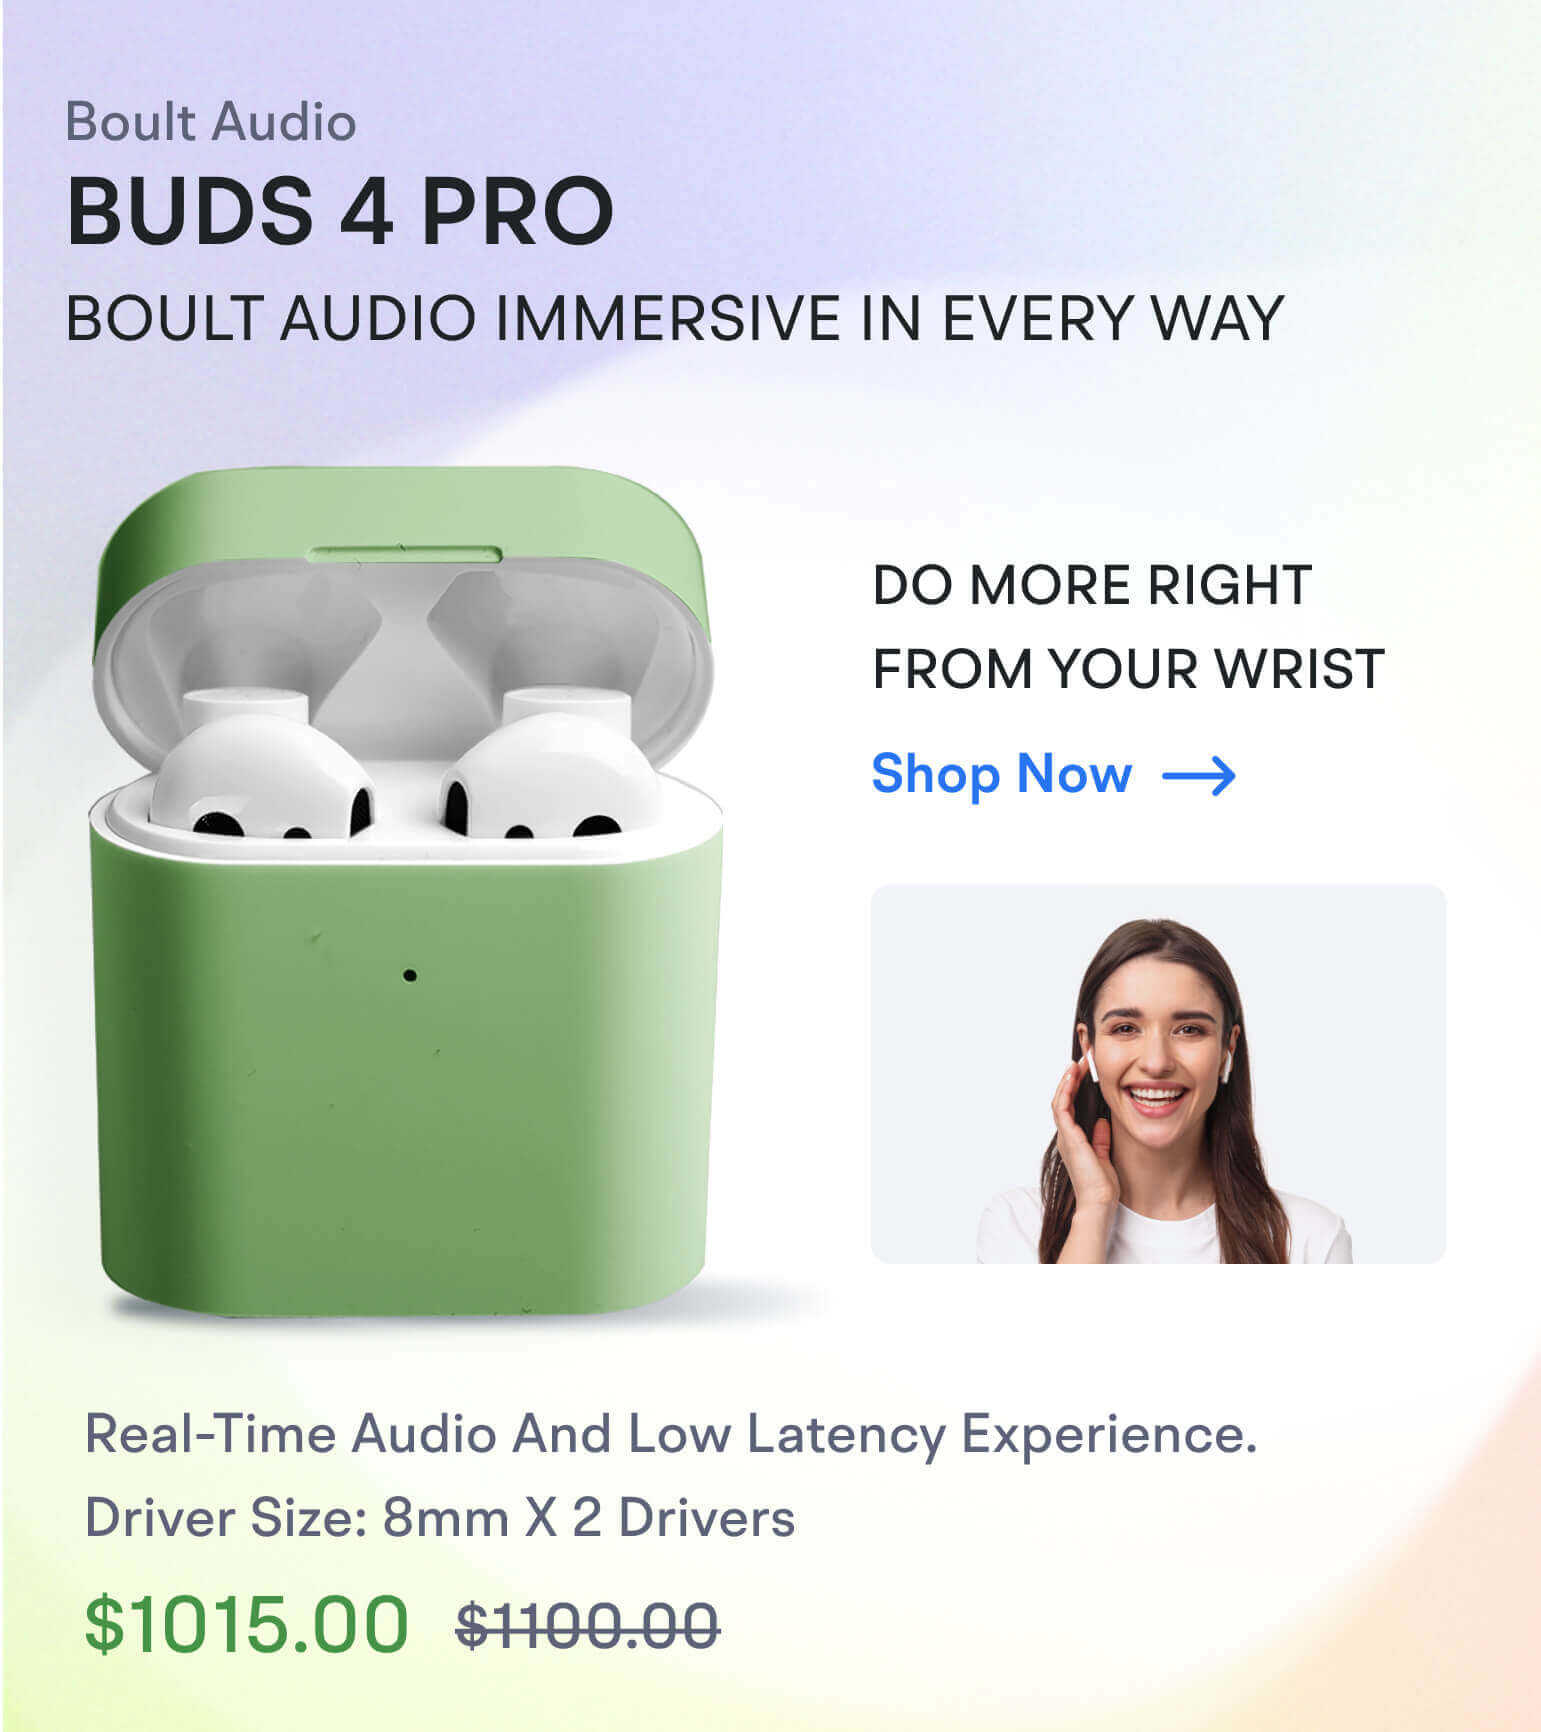 Boult Audio
BUDS 4 PRO
BOULT AUDIO IMMERSIVE IN EVERY WAY
DO MORE RIGHT
FROM YOUR WRIST
Shop Now →
Real-Time Audio And Low Latency Experience.
Driver Size: 8mm X 2 Drivers
$1015.00 $1100.00